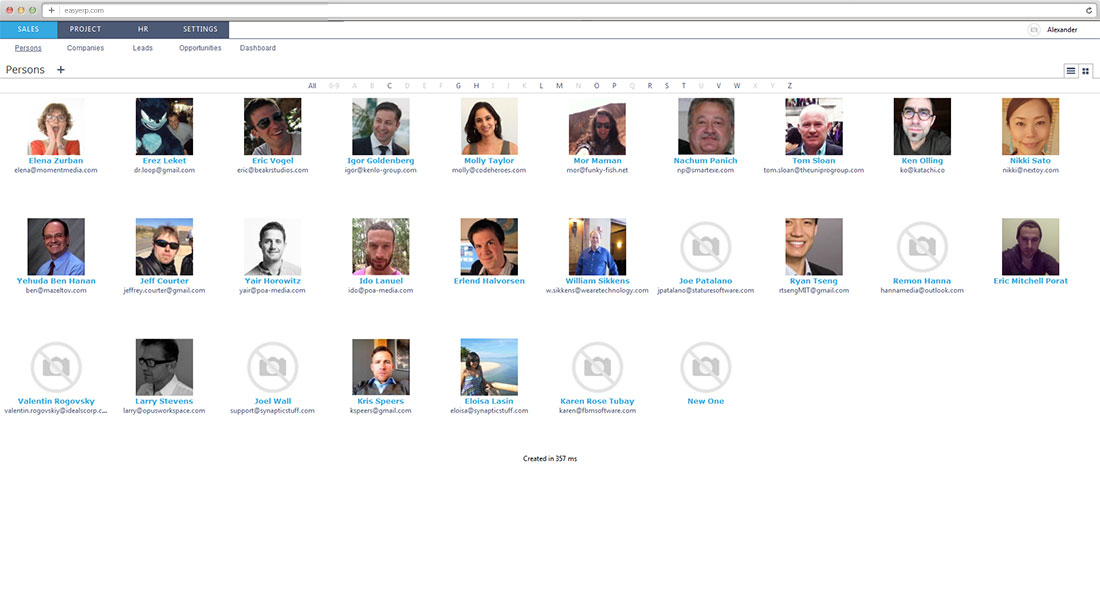 easyerp.com
SALES PROJECT HR SETTINGS
Alexander
Persons Companies Leads Opportunities Dashboard
Persons +
All 0-9 A B C D E F G H I J K L M N O P Q R S T U V W X Y Z
Elena Zurban Erez Leket Eric Vogel Igor Goldenberg Molly Taylor Mor Maman Nachum Panich Tom Sloan Ken Olling Nikki Sato
elena@momentmedia.com dr.loop@gmail.com eric@beakrstudios.com igor@kenlo-group.com molly@codeheroes.com mor@funky-fish.net np@smartexe.com tom.sloan@theuniprogroup.com ko@katachi.co nikki@nextoy.com
Yehuda Ben Hanan Jeff Courter Yair Horowitz Ido Lanuel Erlend Halvorsen William Sikkens Joe Patalano Ryan Tseng Remon Hanna Eric Mitchell Porat
ben@mazeltov.com jeffrey.courter@gmail.com yair@poa-media.com ido@poa-media.com w.sikkens@wearetechnology.com jpatalano@staturesoftware.com rtsengMIT@gmail.com hannamedia@outlook.com
Valentin Rogovsky Larry Stevens Joel Wall Kris Speers Eloisa Lasin Karen Rose Tubay New One
valentin.rogovskiy@idealscorp.c... larry@opusworkspace.com support@synapticstuff.com kspeers@gmail.com eloisa@synapticstuff.com karen@fbmsoftware.com
Created in 357 ms